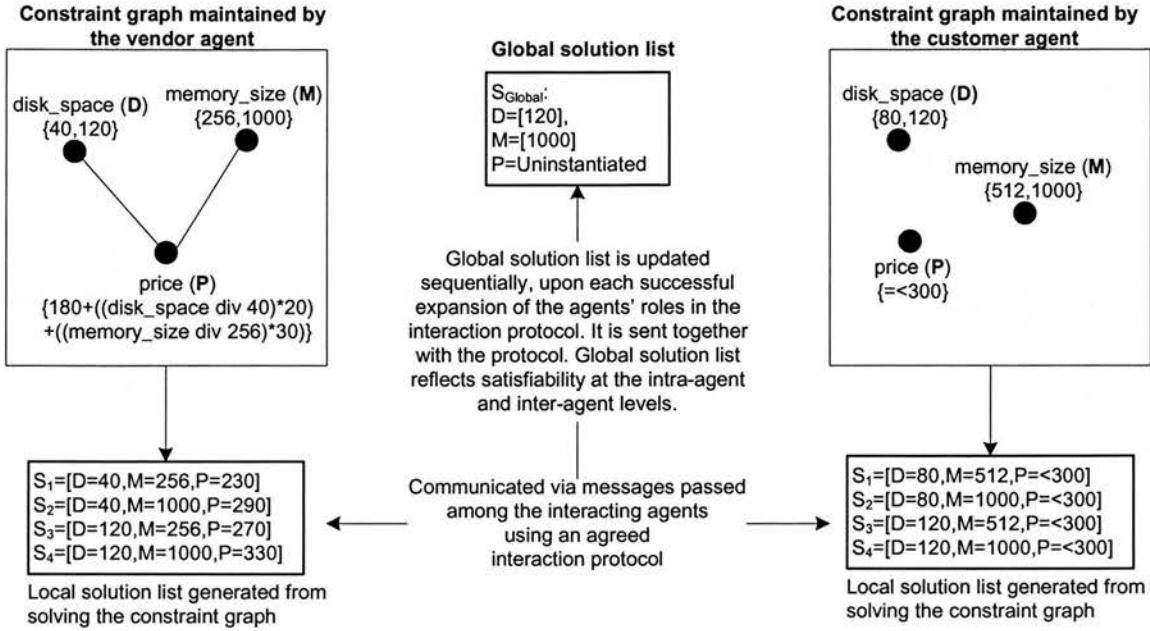 Constraint graph maintained by
the vendor agent
disk_space (D)
{40,120}
memory_size (M)
{256,1000}
price (P)
{180+((disk_space div 40)*20)
+((memory_size div 256)*30)}
S1=[D=40,M=256,P=230]
S2=[D=40,M=1000,P=290]
S3=[D=120,M=256,P=270]
S4=[D=120,M=1000,P=330]
Local solution list generated from
solving the constraint graph
Global solution list
SGlobal:
D=[120],
M=[1000]
P=Uninstantiated
Global solution list is updated
sequentially, upon each successful
expansion of the agents' roles in the
interaction protocol. It is sent together
with the protocol. Global solution list
reflects satisfiability at the intra-agent
and inter-agent levels.
Communicated via messages passed
among the interacting agents
using an agreed
interaction protocol
Constraint graph maintained by
the customer agent
disk_space (D)
{80,120}
memory_size (M)
{512,1000}
price (P)
{=<300}
S1=[D=80,M=512,P=<300]
S2=[D=80,M=1000,P=<300]
S3=[D=120,M=512,P=<300]
S4=[D=120,M=1000,P=<300]
Local solution list generated from
solving the constraint graph